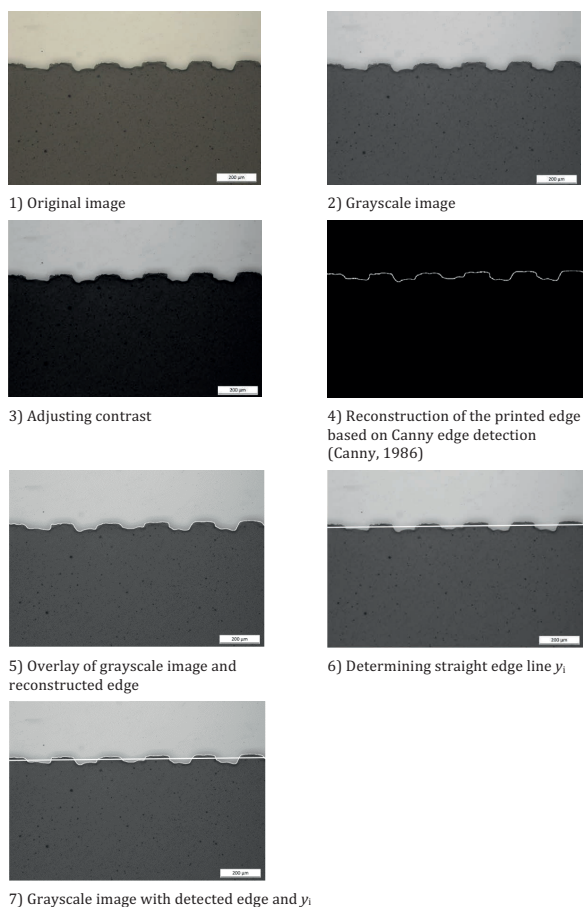 200 µm
200 µm
1) Original image
2) Grayscale image
200 µm
3) Adjusting contrast
4) Reconstruction of the printed edge
based on Canny edge detection
(Canny, 1986)
200 µm
200 µm
5) Overlay of grayscale image and
reconstructed edge
6) Determining straight edge line yi
7) Grayscale image with detected edge and yi